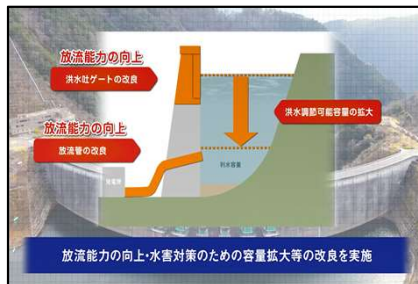 放流能力の向上
洪水吐ゲートの改良
放流能力の向上
放流管の改良
洪水調節可能容量の拡大
利水容量
発電所
放流能力の向上･水害対策のための容量拡大等の改良を実施